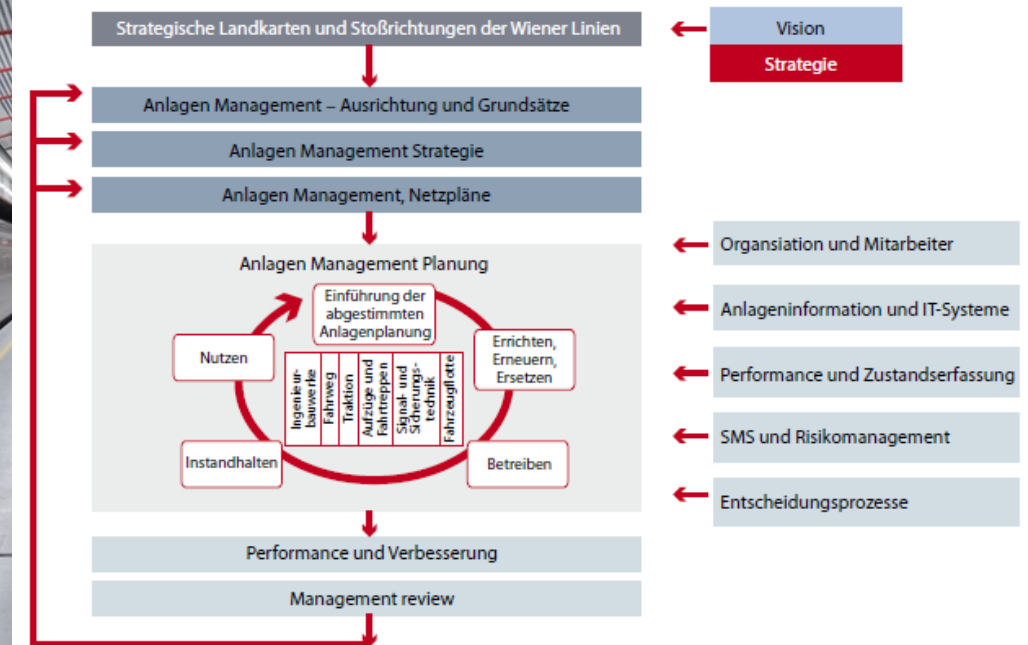 Strategische Landkarten und Stoßrichtungen der Wiener Linien
Vision
Strategie
Anlagen Management – Ausrichtung und Grundsätze
Anlagen Management Strategie
Anlagen Management, Netzpläne
Anlagen Management Planung
Einführung der
abgestimmten
Anlagenplanung
Errichten,
Erneuern,
Ersetzen
Betreiben
Instandhalten
Nutzen
Ingenieur-
bauwerke
Fahrweg
Traktion
Aufzüge und
Fahrtreppen
Signal- und
Sicherungs-
technik
Fahrzeugflotte
Organsiation und Mitarbeiter
Anlageninformation und IT-Systeme
Performance und Zustandserfassung
SMS und Risikomanagement
Entscheidungsprozesse
Performance und Verbesserung
Management review